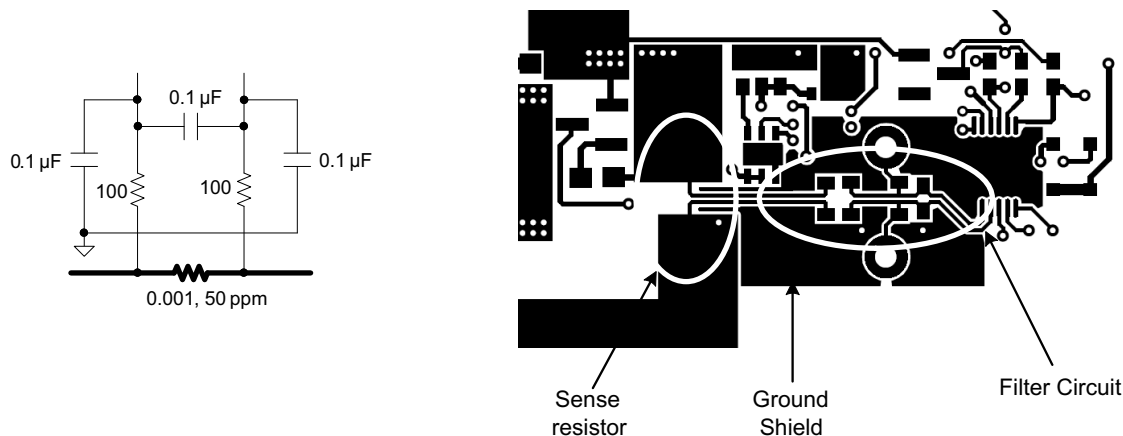 0.1 µF
0.1 µF
0.1 µF
100
100
0.001, 50 ppm
Sense
resistor
Ground
Shield
Filter Circuit